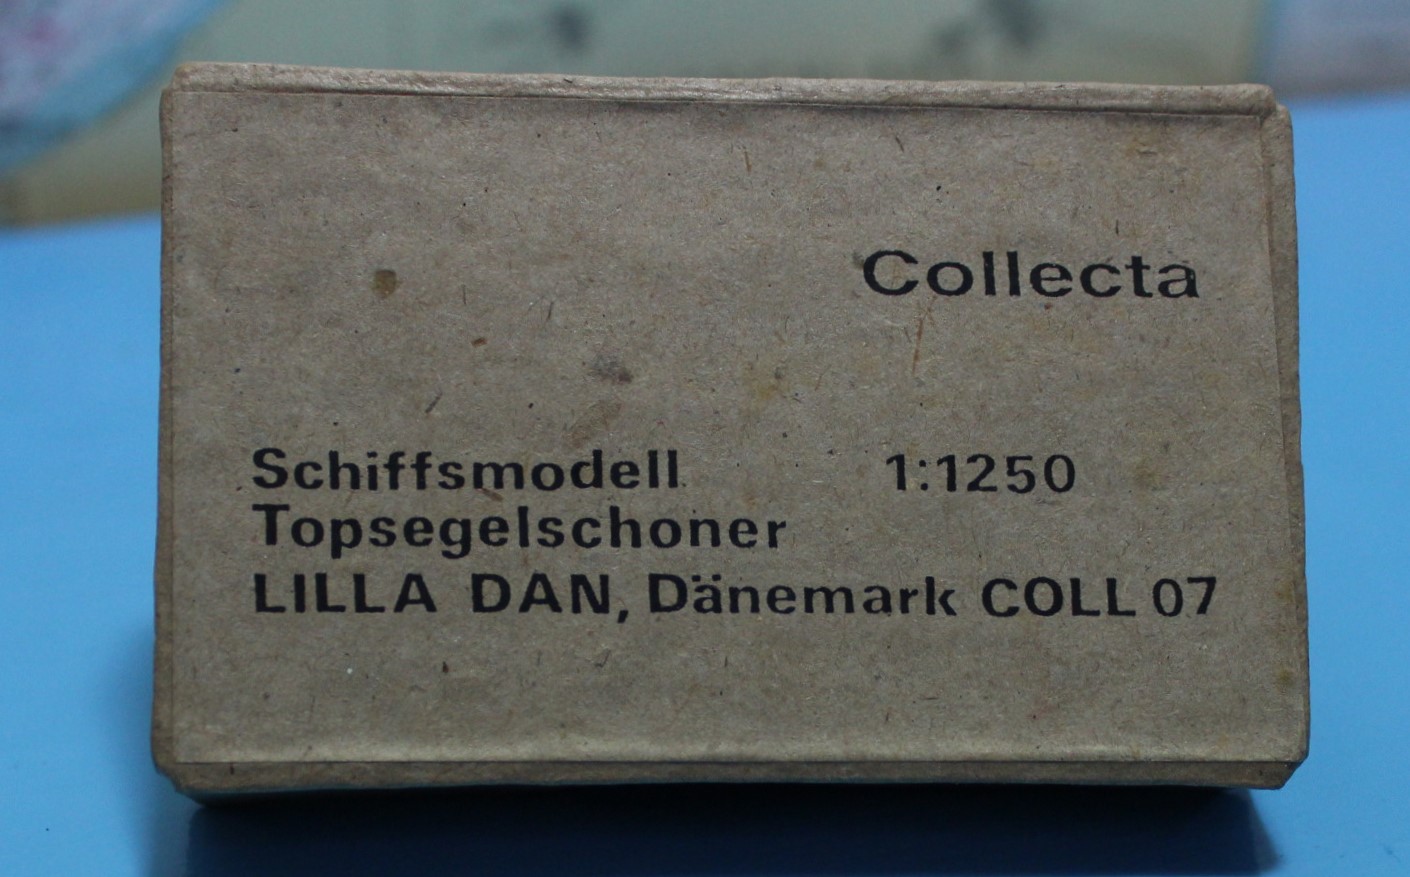 Collecta
Schiffsmodell 1:1250
Topsegelschoner
LILLA DAN, Dänemark COLL 07